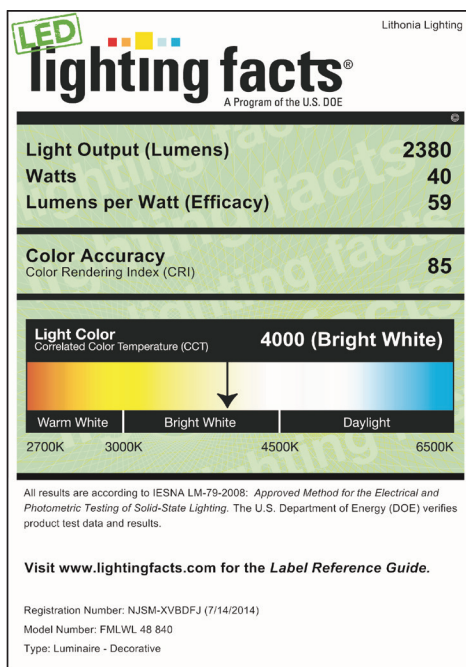 Lithonia Lighting
LED
lighting facts®
A Program of the U.S. DOE
©
Light Output (Lumens) 2380
Watts 40
Lumens per Watt (Efficacy) 59
Color Accuracy
Color Rendering Index (CRI) 85
Light Color
Correlated Color Temperature (CCT) 4000 (Bright White)
Warm White Bright White Daylight
2700K 3000K 4500K 6500K
All results are according to IESNA LM-79-2008: Approved Method for the Electrical and
Photometric Testing of Solid-State Lighting. The U.S. Department of Energy (DOE) verifies
product test data and results.
Visit www.lightingfacts.com for the Label Reference Guide.
Registration Number: NJSM-XVBDFJ (7/14/2014)
Model Number: FMLWL 48 840
Type: Luminaire - Decorative